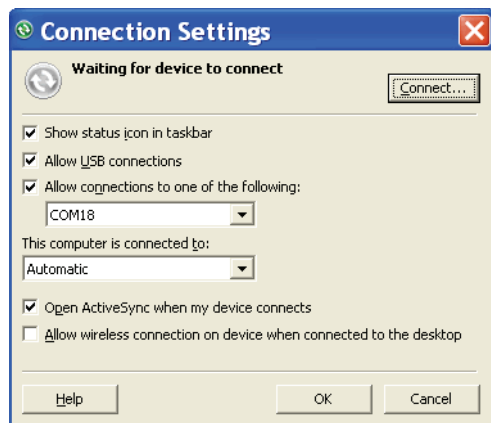 Connection Settings
Waiting for device to connect
Connect...
Show status icon in taskbar
Allow USB connections
Allow connections to one of the following:
COM18
This computer is connected to:
Automatic
Open ActiveSync when my device connects
Allow wireless connection on device when connected to the desktop
Help OK Cancel